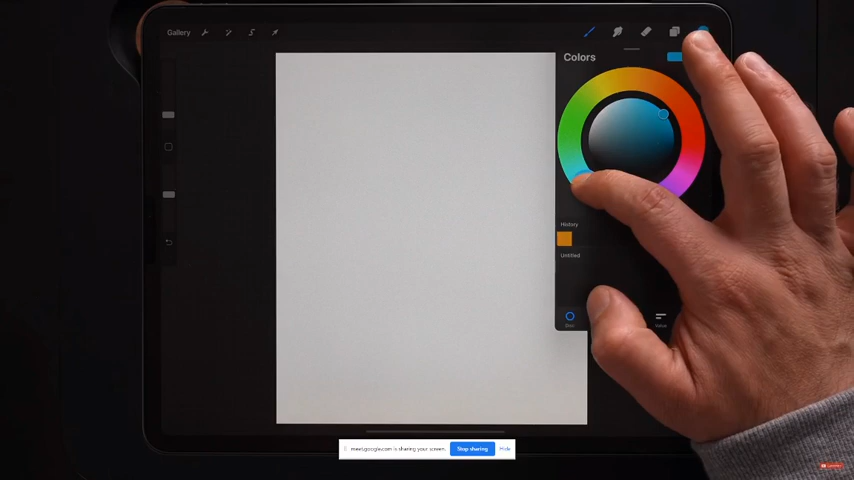 Gallery
Colors
History
Untitled
Disc
Value
meet.google.com is sharing your screen.
Stop sharing
Hide